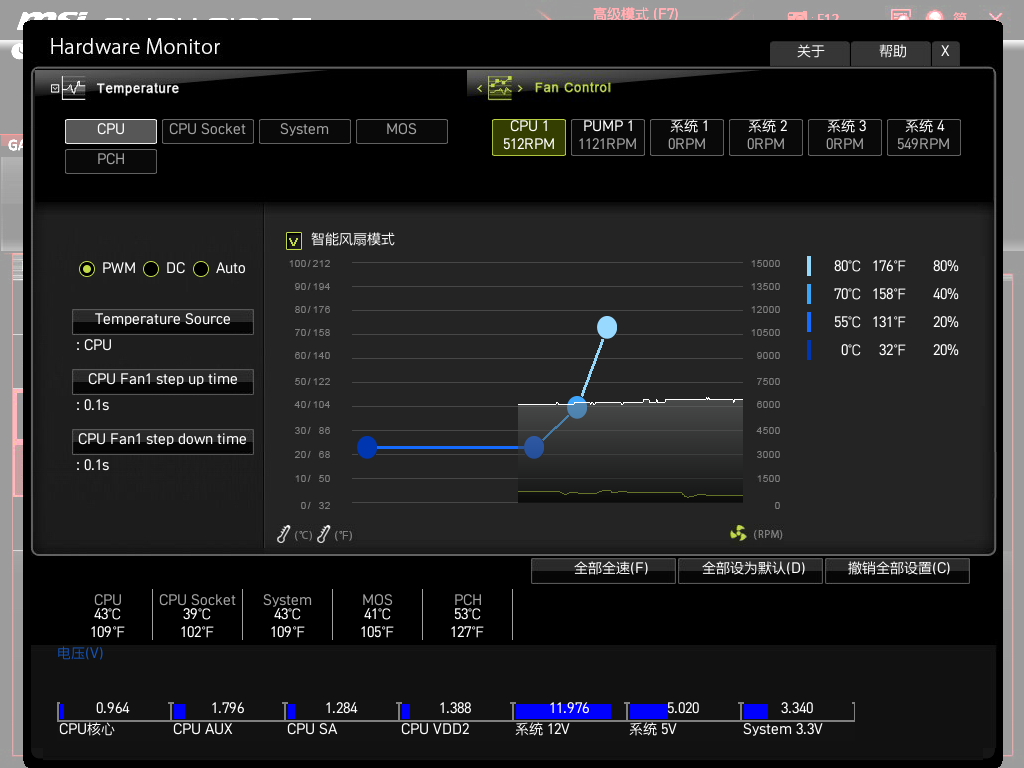 msi
高级模式 (F7)
F12
简
X
GA
Hardware Monitor
关于
帮助
X
Temperature
Fan Control
CPU
CPU Socket
System
MOS
PCH
CPU 1
512RPM
PUMP 1
1121RPM
系统 1
0RPM
系统 2
0RPM
系统 3
0RPM
系统 4
549RPM
PWM
DC
Auto
Temperature Source
: CPU
CPU Fan1 step up time
: 0.1s
CPU Fan1 step down time
: 0.1s
V 智能风扇模式
100/212
15000
90/194
13500
80/176
12000
70/158
10500
60/140
9000
50/122
7500
40/104
6000
30/ 86
4500
20/ 68
3000
10/ 50
1500
0/ 32
0
(℃)
(℉)
(RPM)
80℃ 176℉ 80%
70℃ 158℉ 40%
55℃ 131℉ 20%
0℃ 32℉ 20%
全部全速(F)
全部设为默认(D)
撤销全部设置(C)
CPU
43℃
109℉
CPU Socket
39℃
102℉
System
43℃
109℉
MOS
41℃
105℉
PCH
53℃
127℉
电压(V)
0.964
CPU核心
1.796
CPU AUX
1.284
CPU SA
1.388
CPU VDD2
11.976
系统 12V
5.020
系统 5V
3.340
System 3.3V